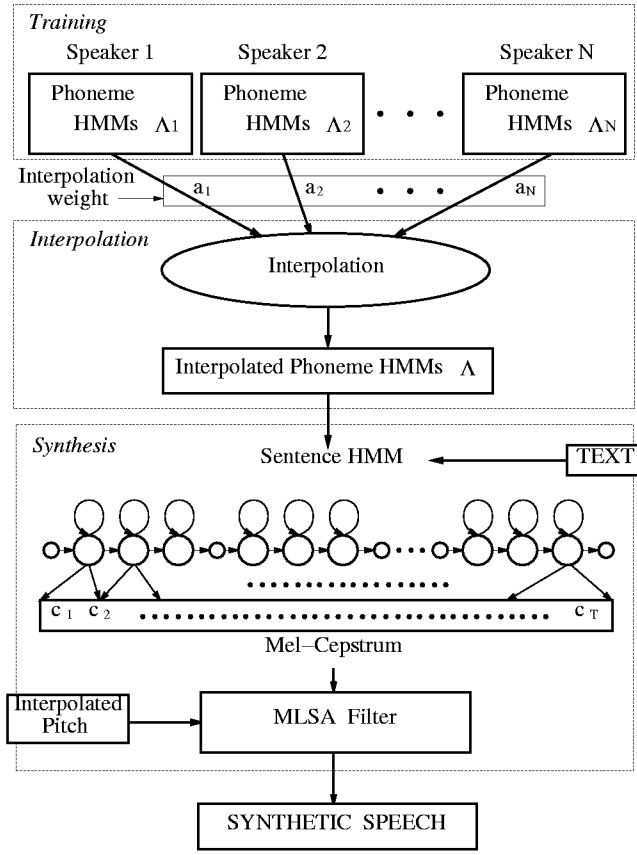 Training
Speaker 1 Speaker 2 Speaker N
Phoneme
HMMs Λ1
Phoneme
HMMs Λ2
. . .
Phoneme
HMMs ΛN
Interpolation
weight
a1 a2 . . . aN
Interpolation
Interpolation
Interpolated Phoneme HMMs Λ
Synthesis
Sentence HMM
TEXT
c1 c2 cT
Mel-Cepstrum
Interpolated
Pitch
MLSA Filter
SYNTHETIC SPEECH